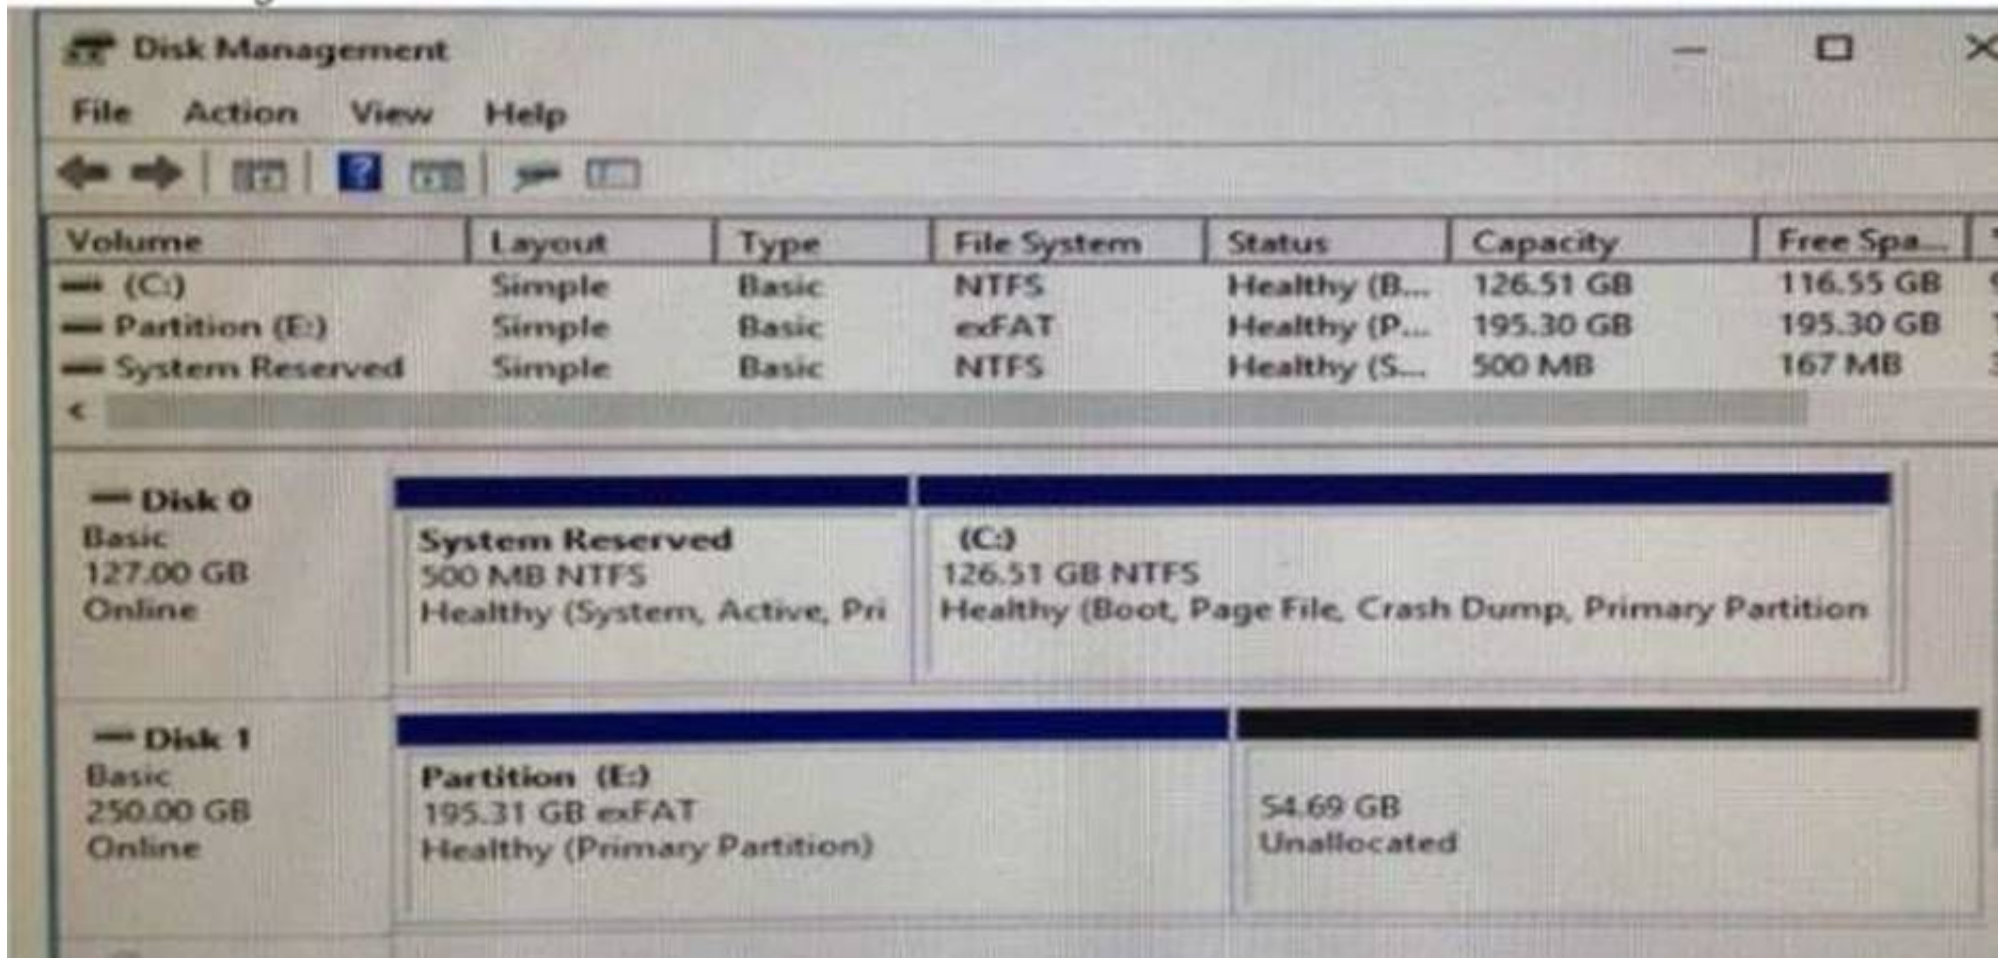 Disk Management
File Action View Help
Volume Layout Type File System Status Capacity Free Spa...
(C:) Simple Basic NTFS Healthy (B... 126.51 GB 116.55 GB
Partition (E:) Simple Basic exFAT Healthy (P... 195.30 GB 195.30 GB
System Reserved Simple Basic NTFS Healthy (S... 500 MB 167 MB
Disk 0
Basic
127.00 GB
Online
System Reserved
500 MB NTFS
Healthy (System, Active, Pri
(C:)
126.51 GB NTFS
Healthy (Boot, Page File, Crash Dump, Primary Partition
Disk 1
Basic
250.00 GB
Online
Partition (E:)
195.31 GB exFAT
Healthy (Primary Partition)
54.69 GB
Unallocated